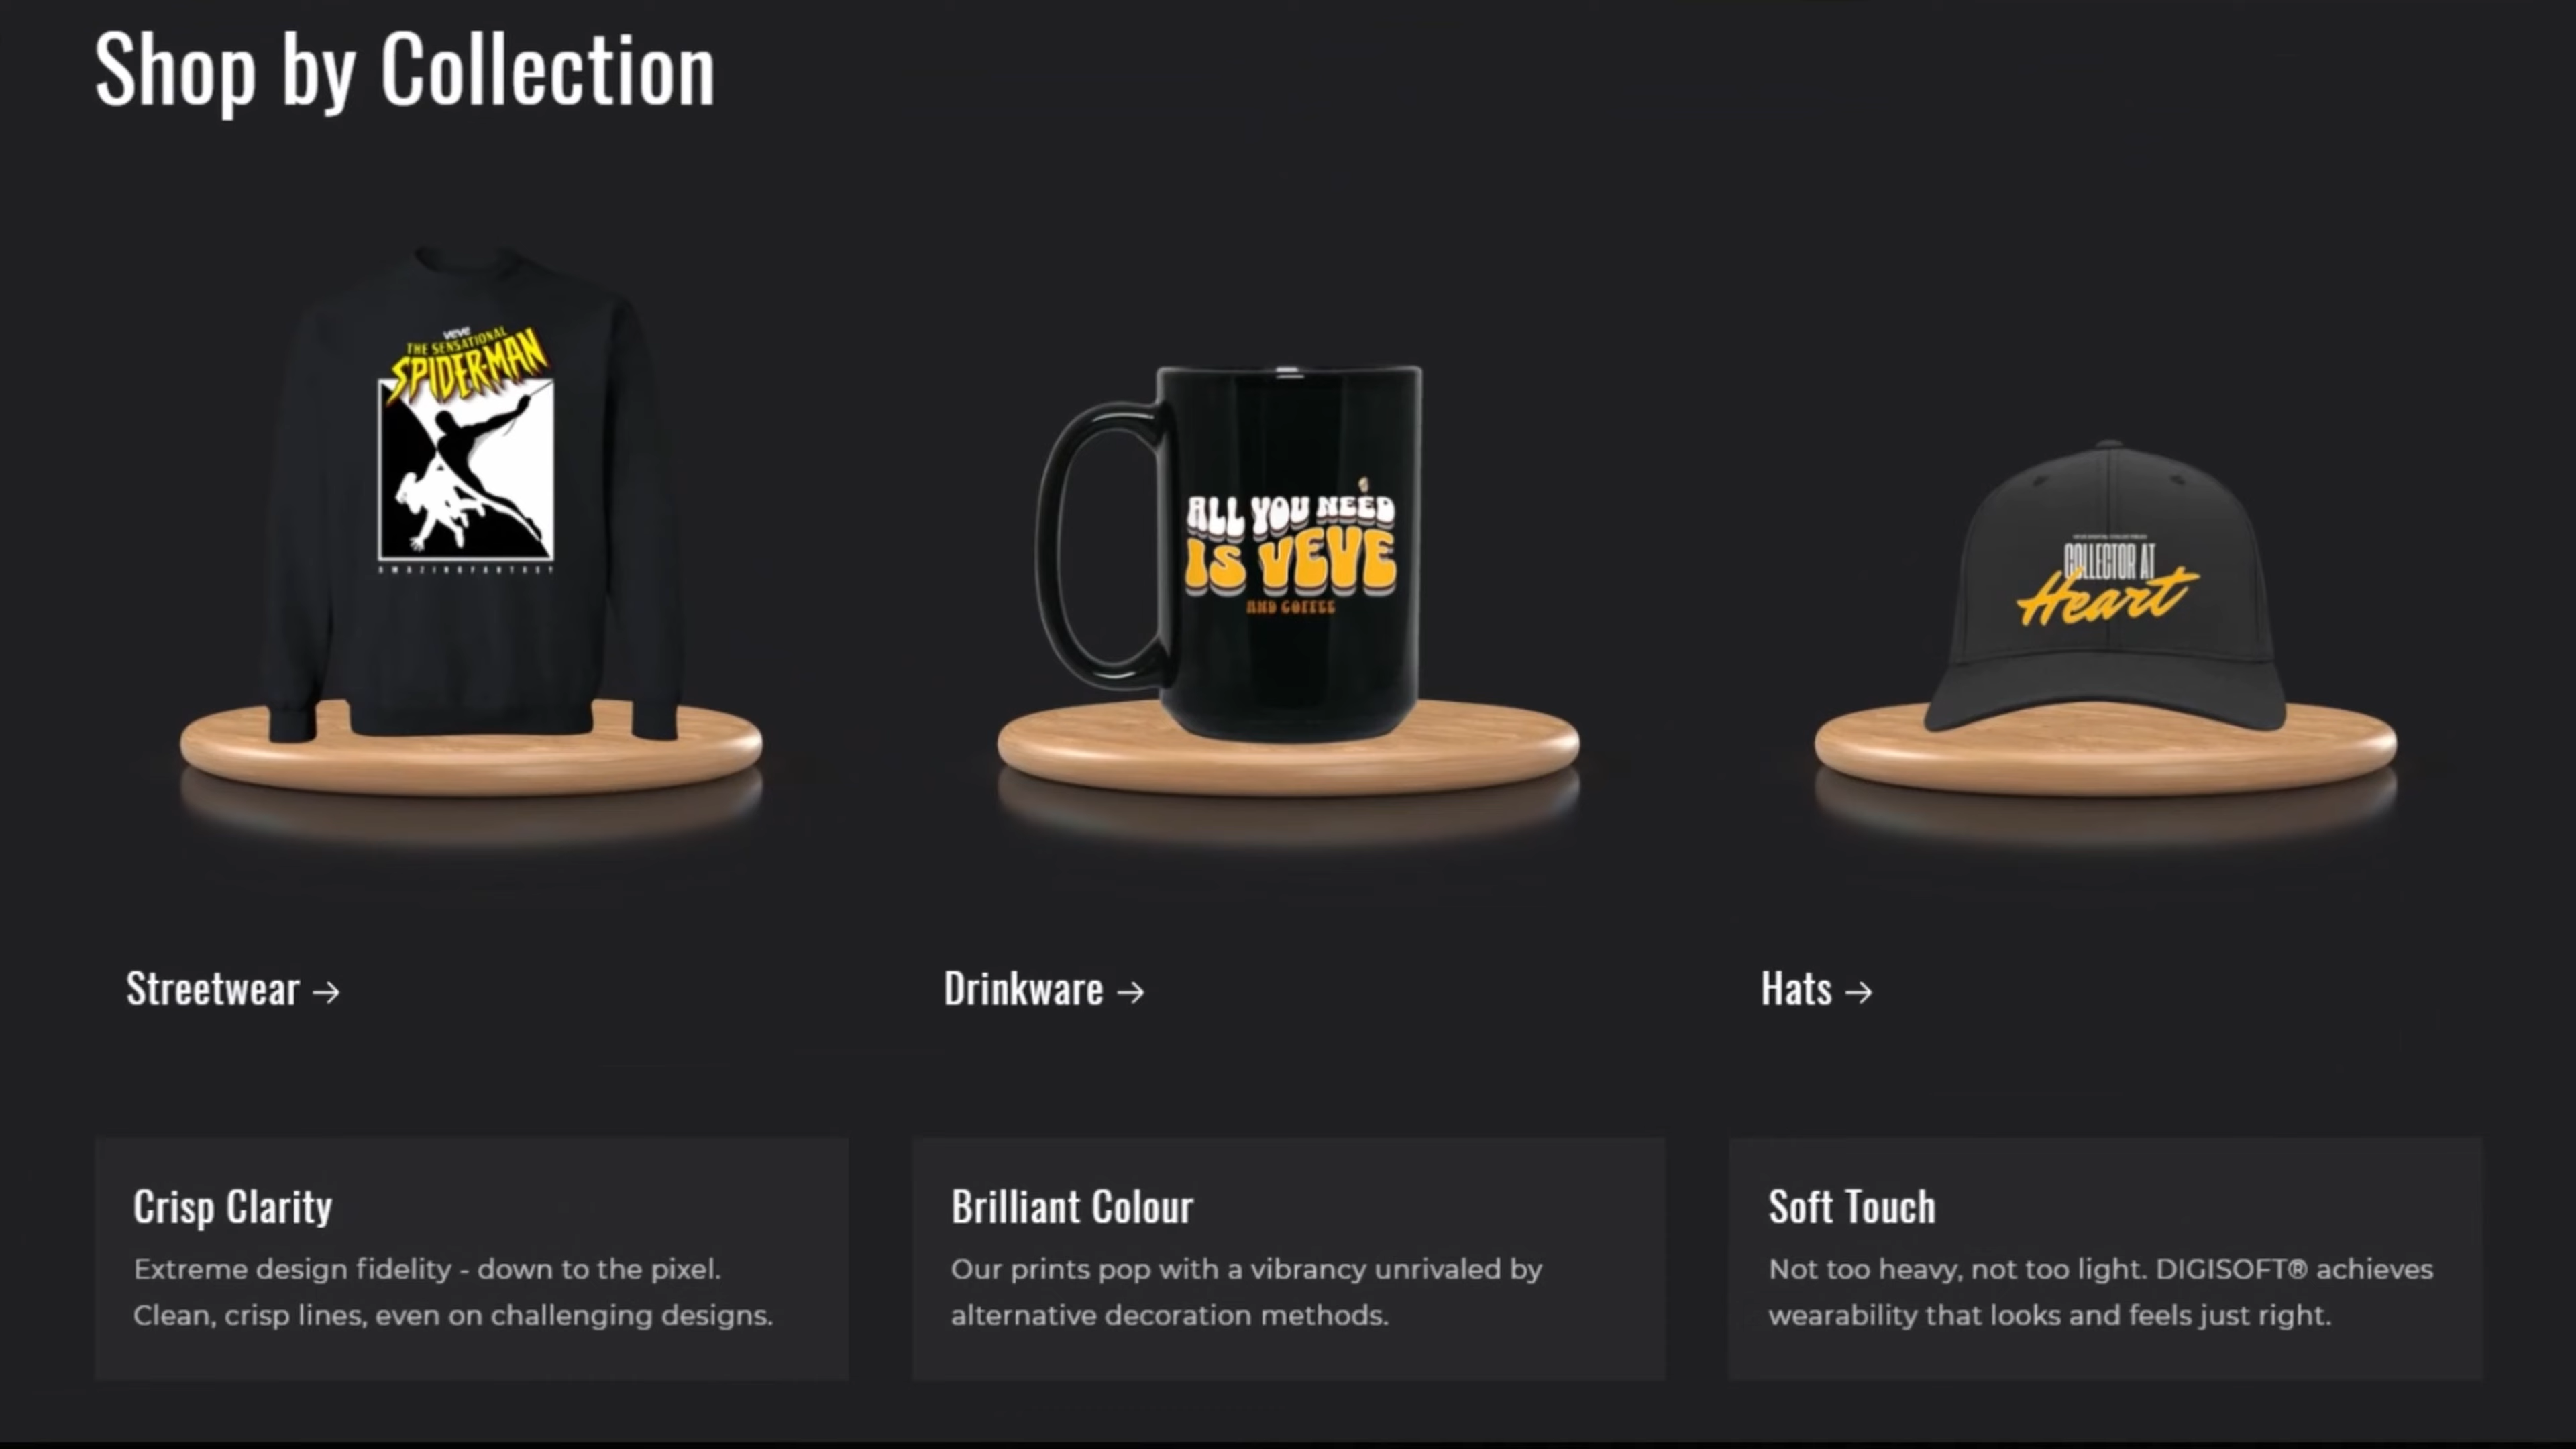 Shop by Collection
veve
THE SENSATIONAL
SPIDER-MAN
AMAZING FANTASY
ALL YOU NEED
IS VEVE
AND COFFEE
COLLECTOR AT
Heart
Streetwear →
Drinkware →
Hats →
Crisp Clarity
Extreme design fidelity - down to the pixel.
Clean, crisp lines, even on challenging designs.
Brilliant Colour
Our prints pop with a vibrancy unrivaled by
alternative decoration methods.
Soft Touch
Not too heavy, not too light. DIGISOFT® achieves
wearability that looks and feels just right.